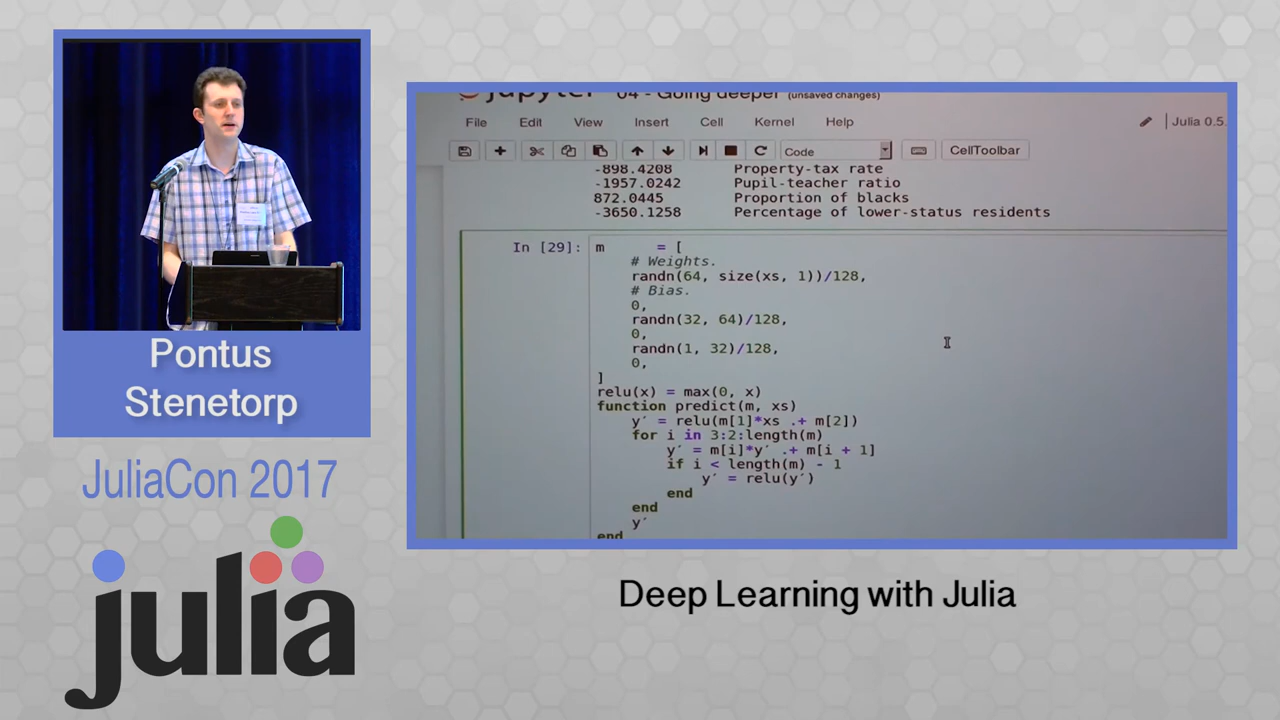 Pontus
Stenetorp
JuliaCon 2017
julia
jupyter 04 - Going deeper (unsaved changes)
File Edit View Insert Cell Kernel Help Julia 0.5.
Code CellToolbar
-898.4208 Property-tax rate
-1957.0242 Pupil-teacher ratio
872.0445 Proportion of blacks
-3650.1258 Percentage of lower-status residents
In [29]: m = [
# Weights.
randn(64, size(xs, 1))/128,
# Bias.
0,
randn(32, 64)/128,
0,
randn(1, 32)/128,
0,
]
relu(x) = max(0, x)
function predict(m, xs)
y′ = relu(m[1]*xs .+ m[2])
for i in 3:2:length(m)
y′ = m[i]*y′ .+ m[i + 1]
if i < length(m) - 1
y′ = relu(y′)
end
end
y′
end
Deep Learning with Julia